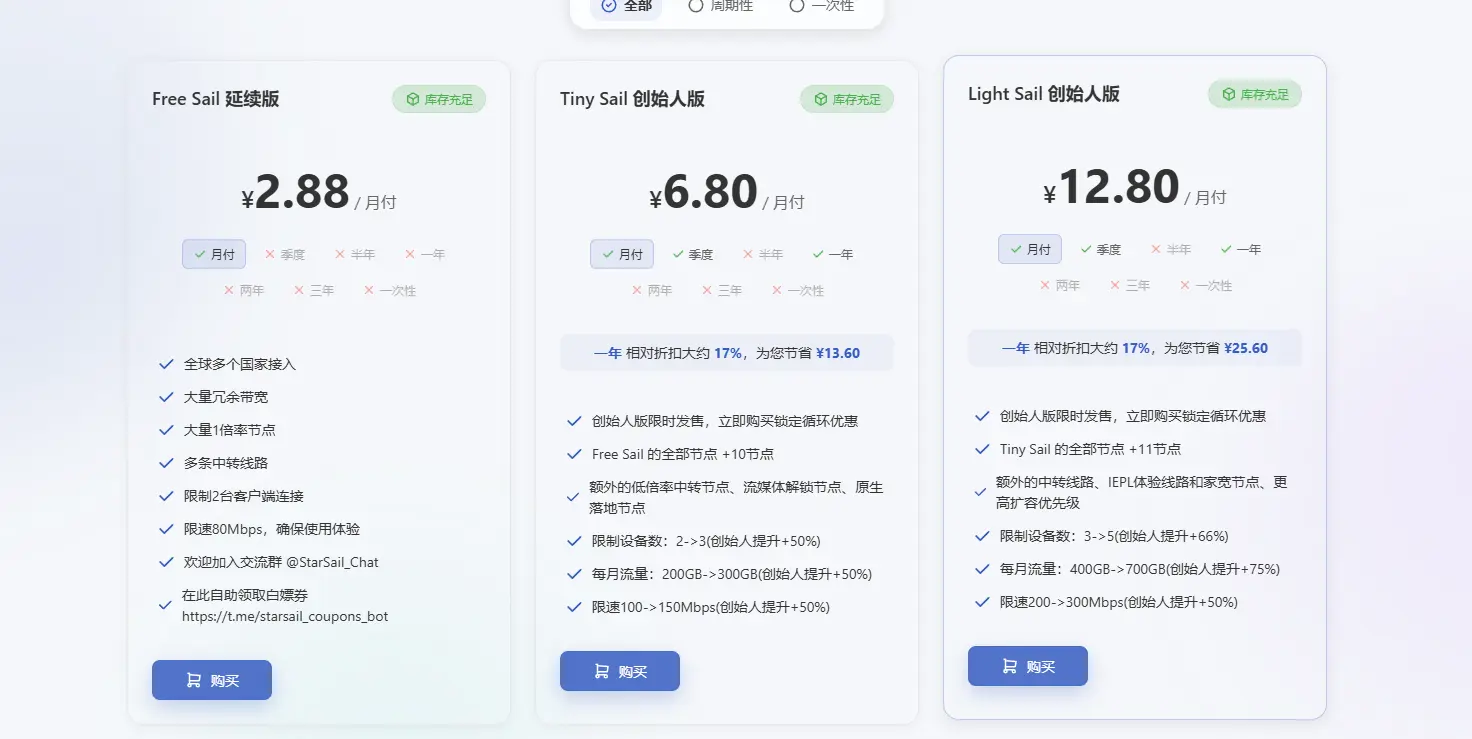 全部 周期性 一次性
Free Sail 延续版
库存充足
¥2.88 / 月付
月付 季度 半年 一年
两年 三年 一次性
全球多个国家接入
大量冗余带宽
大量1倍率节点
多条中转线路
限制2台客户端连接
限速80Mbps，确保使用体验
欢迎加入交流群 @StarSail_Chat
在此自助领取白嫖券
https://t.me/starsail_coupons_bot
购买
Tiny Sail 创始人版
库存充足
¥6.80 / 月付
月付 季度 半年 一年
两年 三年 一次性
一年 相对折扣大约 17%，为您节省 ¥13.60
创始人版限时发售，立即购买锁定循环优惠
Free Sail 的全部节点 +10节点
额外的低倍率中转节点、流媒体解锁节点、原生
落地节点
限制设备数：2->3(创始人提升+50%)
每月流量：200GB->300GB(创始人提升+50%)
限速100->150Mbps(创始人提升+50%)
购买
Light Sail 创始人版
库存充足
¥12.80 / 月付
月付 季度 半年 一年
两年 三年 一次性
一年 相对折扣大约 17%，为您节省 ¥25.60
创始人版限时发售，立即购买锁定循环优惠
Tiny Sail 的全部节点 +11节点
额外的中转线路、IEPL体验线路和家宽节点、更
高扩容优先级
限制设备数：3->5(创始人提升+66%)
每月流量：400GB->700GB(创始人提升+75%)
限速200->300Mbps(创始人提升+50%)
购买